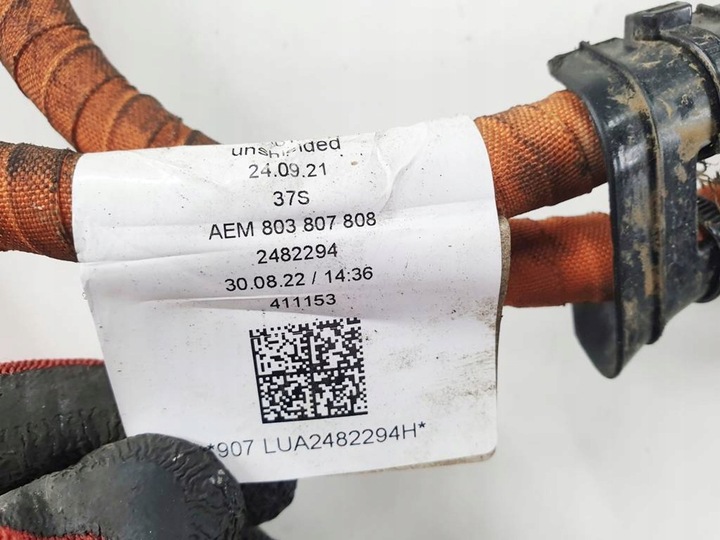 unshielded
24.09.21
37S
AEM 803 807 808
2482294
30.08.22 / 14:36
411153
*907 LUA2482294H*